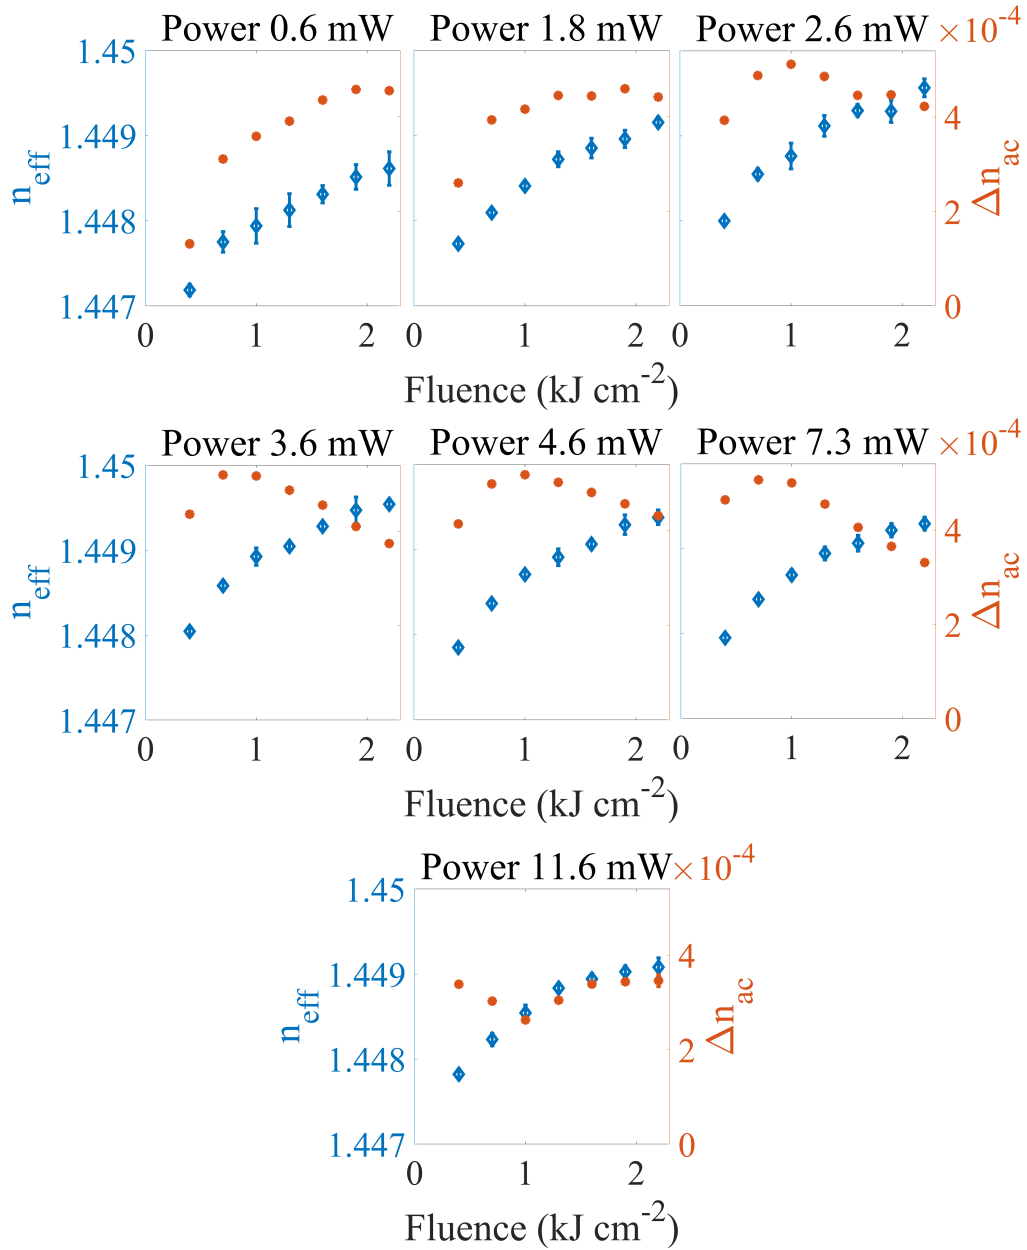 Power 0.6 mW Power 1.8 mW Power 2.6 mW ×10⁻⁴
1.45
1.449
1.448
1.447
n_eff
4
2
0
Δn_ac
0 1 2 0 1 2 0 1 2
Fluence (kJ cm⁻²)
Power 3.6 mW Power 4.6 mW Power 7.3 mW ×10⁻⁴
1.45
1.449
1.448
1.447
n_eff
4
2
0
Δn_ac
0 1 2 0 1 2 0 1 2
Fluence (kJ cm⁻²)
Power 11.6 mW ×10⁻⁴
1.45
1.449
1.448
1.447
n_eff
4
2
0
Δn_ac
0 1 2
Fluence (kJ cm⁻²)